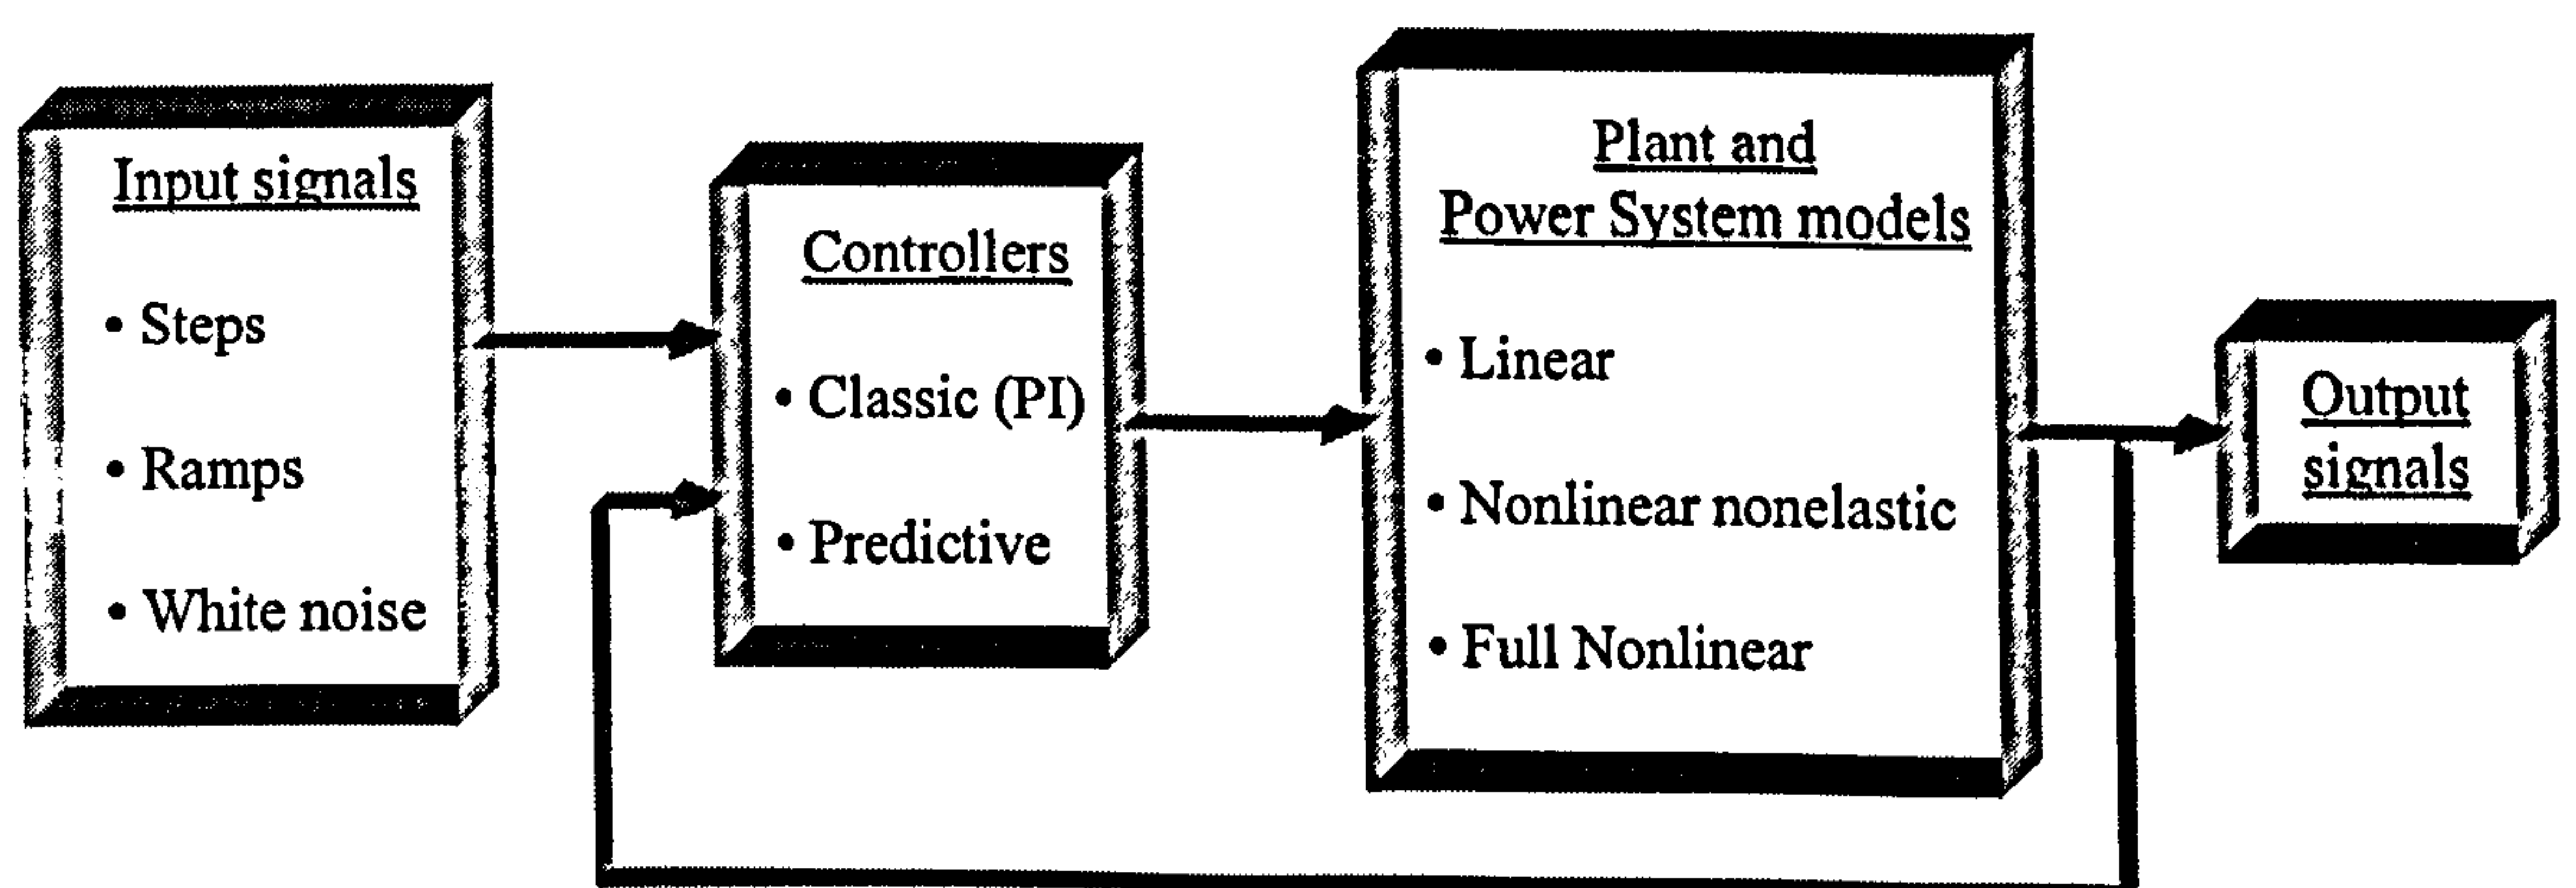 Input signals
• Steps
• Ramps
• White noise
Controllers
• Classic (PI)
• Predictive
Plant and
Power System models
• Linear
• Nonlinear nonelastic
• Full Nonlinear
Output
signals